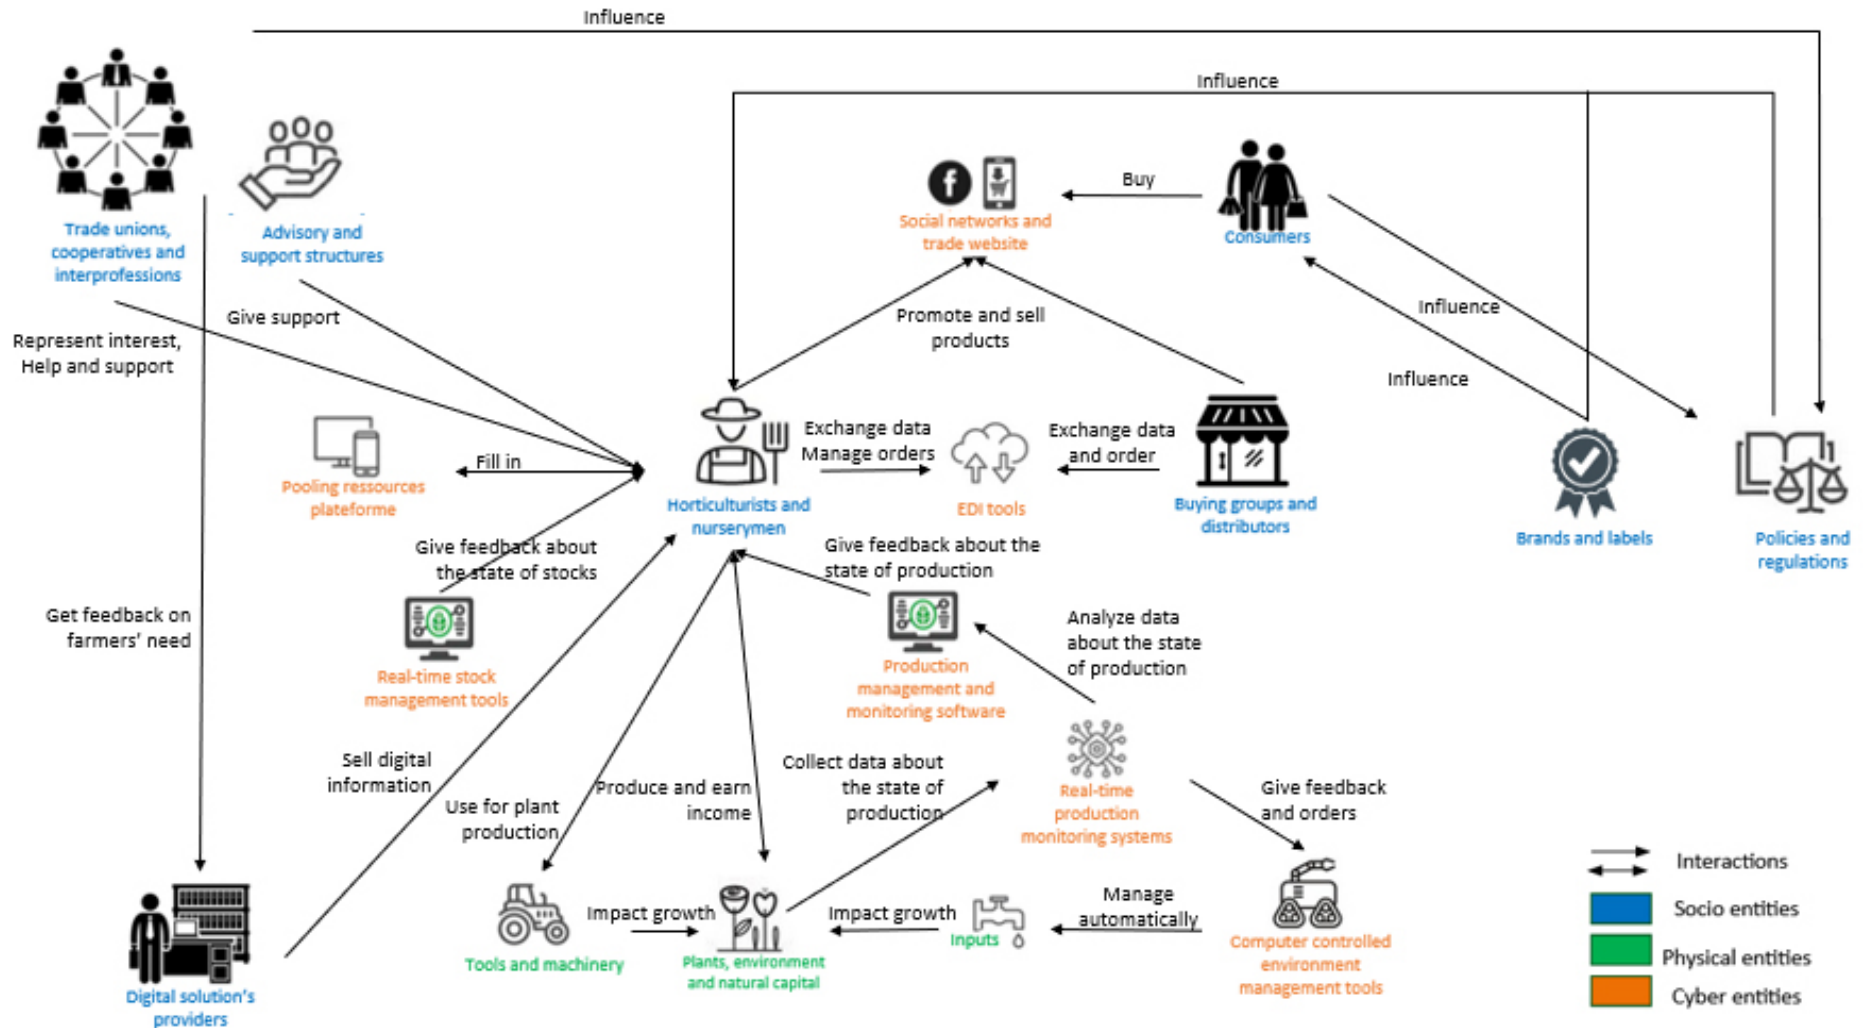 Influence
Influence
Trade unions,
cooperatives and
interprofessions
Advisory and
support structures
Social networks and
trade website
Buy
Consumers
Give support
Represent interest,
Help and support
Promote and sell
products
Influence
Influence
Pooling ressources
plateforme
Fill in
Horticulturists and
nurserymen
Exchange data
Manage orders
EDI tools
Exchange data
and order
Buying groups and
distributors
Brands and labels
Policies and
regulations
Give feedback about
the state of stocks
Give feedback about the
state of production
Get feedback on
farmers' need
Real-time stock
management tools
Production
management and
monitoring software
Analyze data
about the state
of production
Sell digital
information
Use for plant
production
Produce and earn
income
Collect data about
the state of
production
Real-time
production
monitoring systems
Give feedback
and orders
Digital solution's
providers
Tools and machinery
Impact growth
Plants, environment
and natural capital
Impact growth
Inputs
Manage
automatically
Computer controlled
environment
management tools
Interactions
Socio entities
Physical entities
Cyber entities